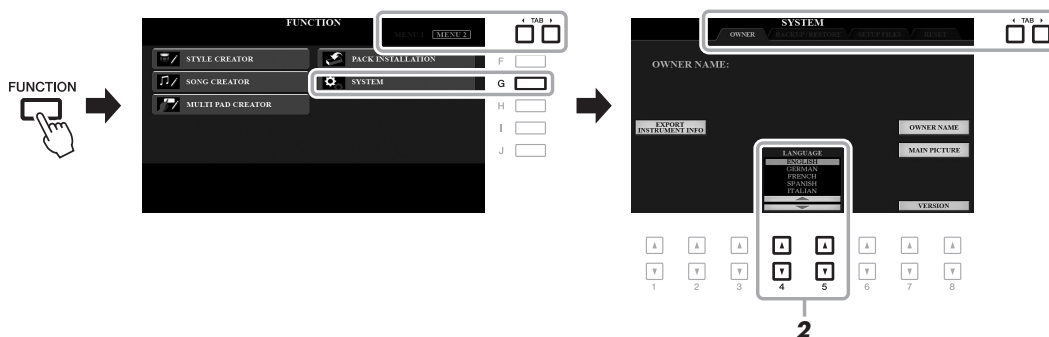 FUNCTION
FUNCTION
MENU 1 MENU 2
TAB
STYLE CREATOR
PACK INSTALLATION
F
SONG CREATOR
SYSTEM
G
MULTI PAD CREATOR
H
I
J
SYSTEM
TAB
OWNER BACKUP/RESTORE SETUP FILES RESET
OWNER NAME:
EXPORT
INSTRUMENT INFO
OWNER NAME
LANGUAGE
MAIN PICTURE
ENGLISH
GERMAN
FRENCH
SPANISH
ITALIAN
VERSION
1 2 3 4 5 6 7 8
2